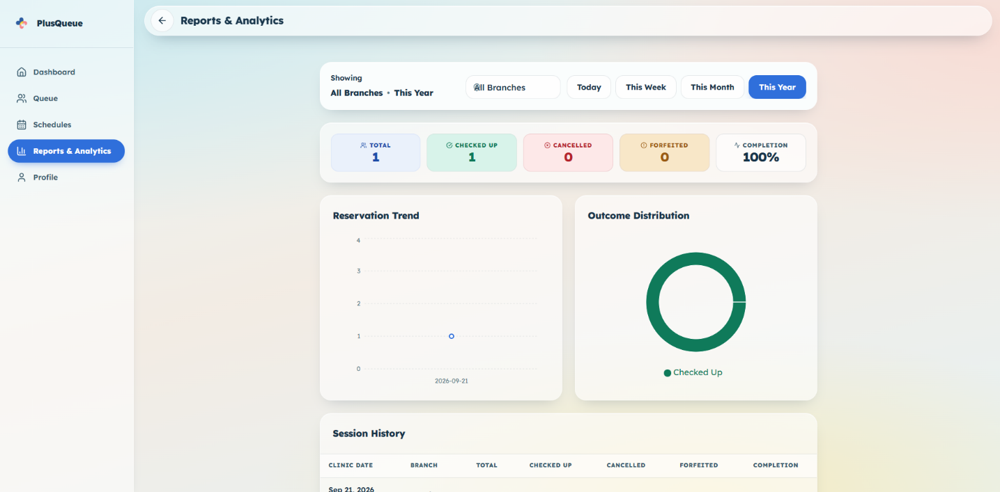 PlusQueue
Dashboard
Queue
Schedules
Reports & Analytics
Profile
Reports & Analytics
Showing
All Branches • This Year
All Branches
Today
This Week
This Month
This Year
TOTAL
1
CHECKED UP
1
CANCELLED
0
FORFEITED
0
COMPLETION
100%
Reservation Trend
4
3
2
1
0
2026-09-21
Outcome Distribution
Checked Up
Session History
CLINIC DATE BRANCH TOTAL CHECKED UP CANCELLED FORFEITED COMPLETION
Sep 21, 2026